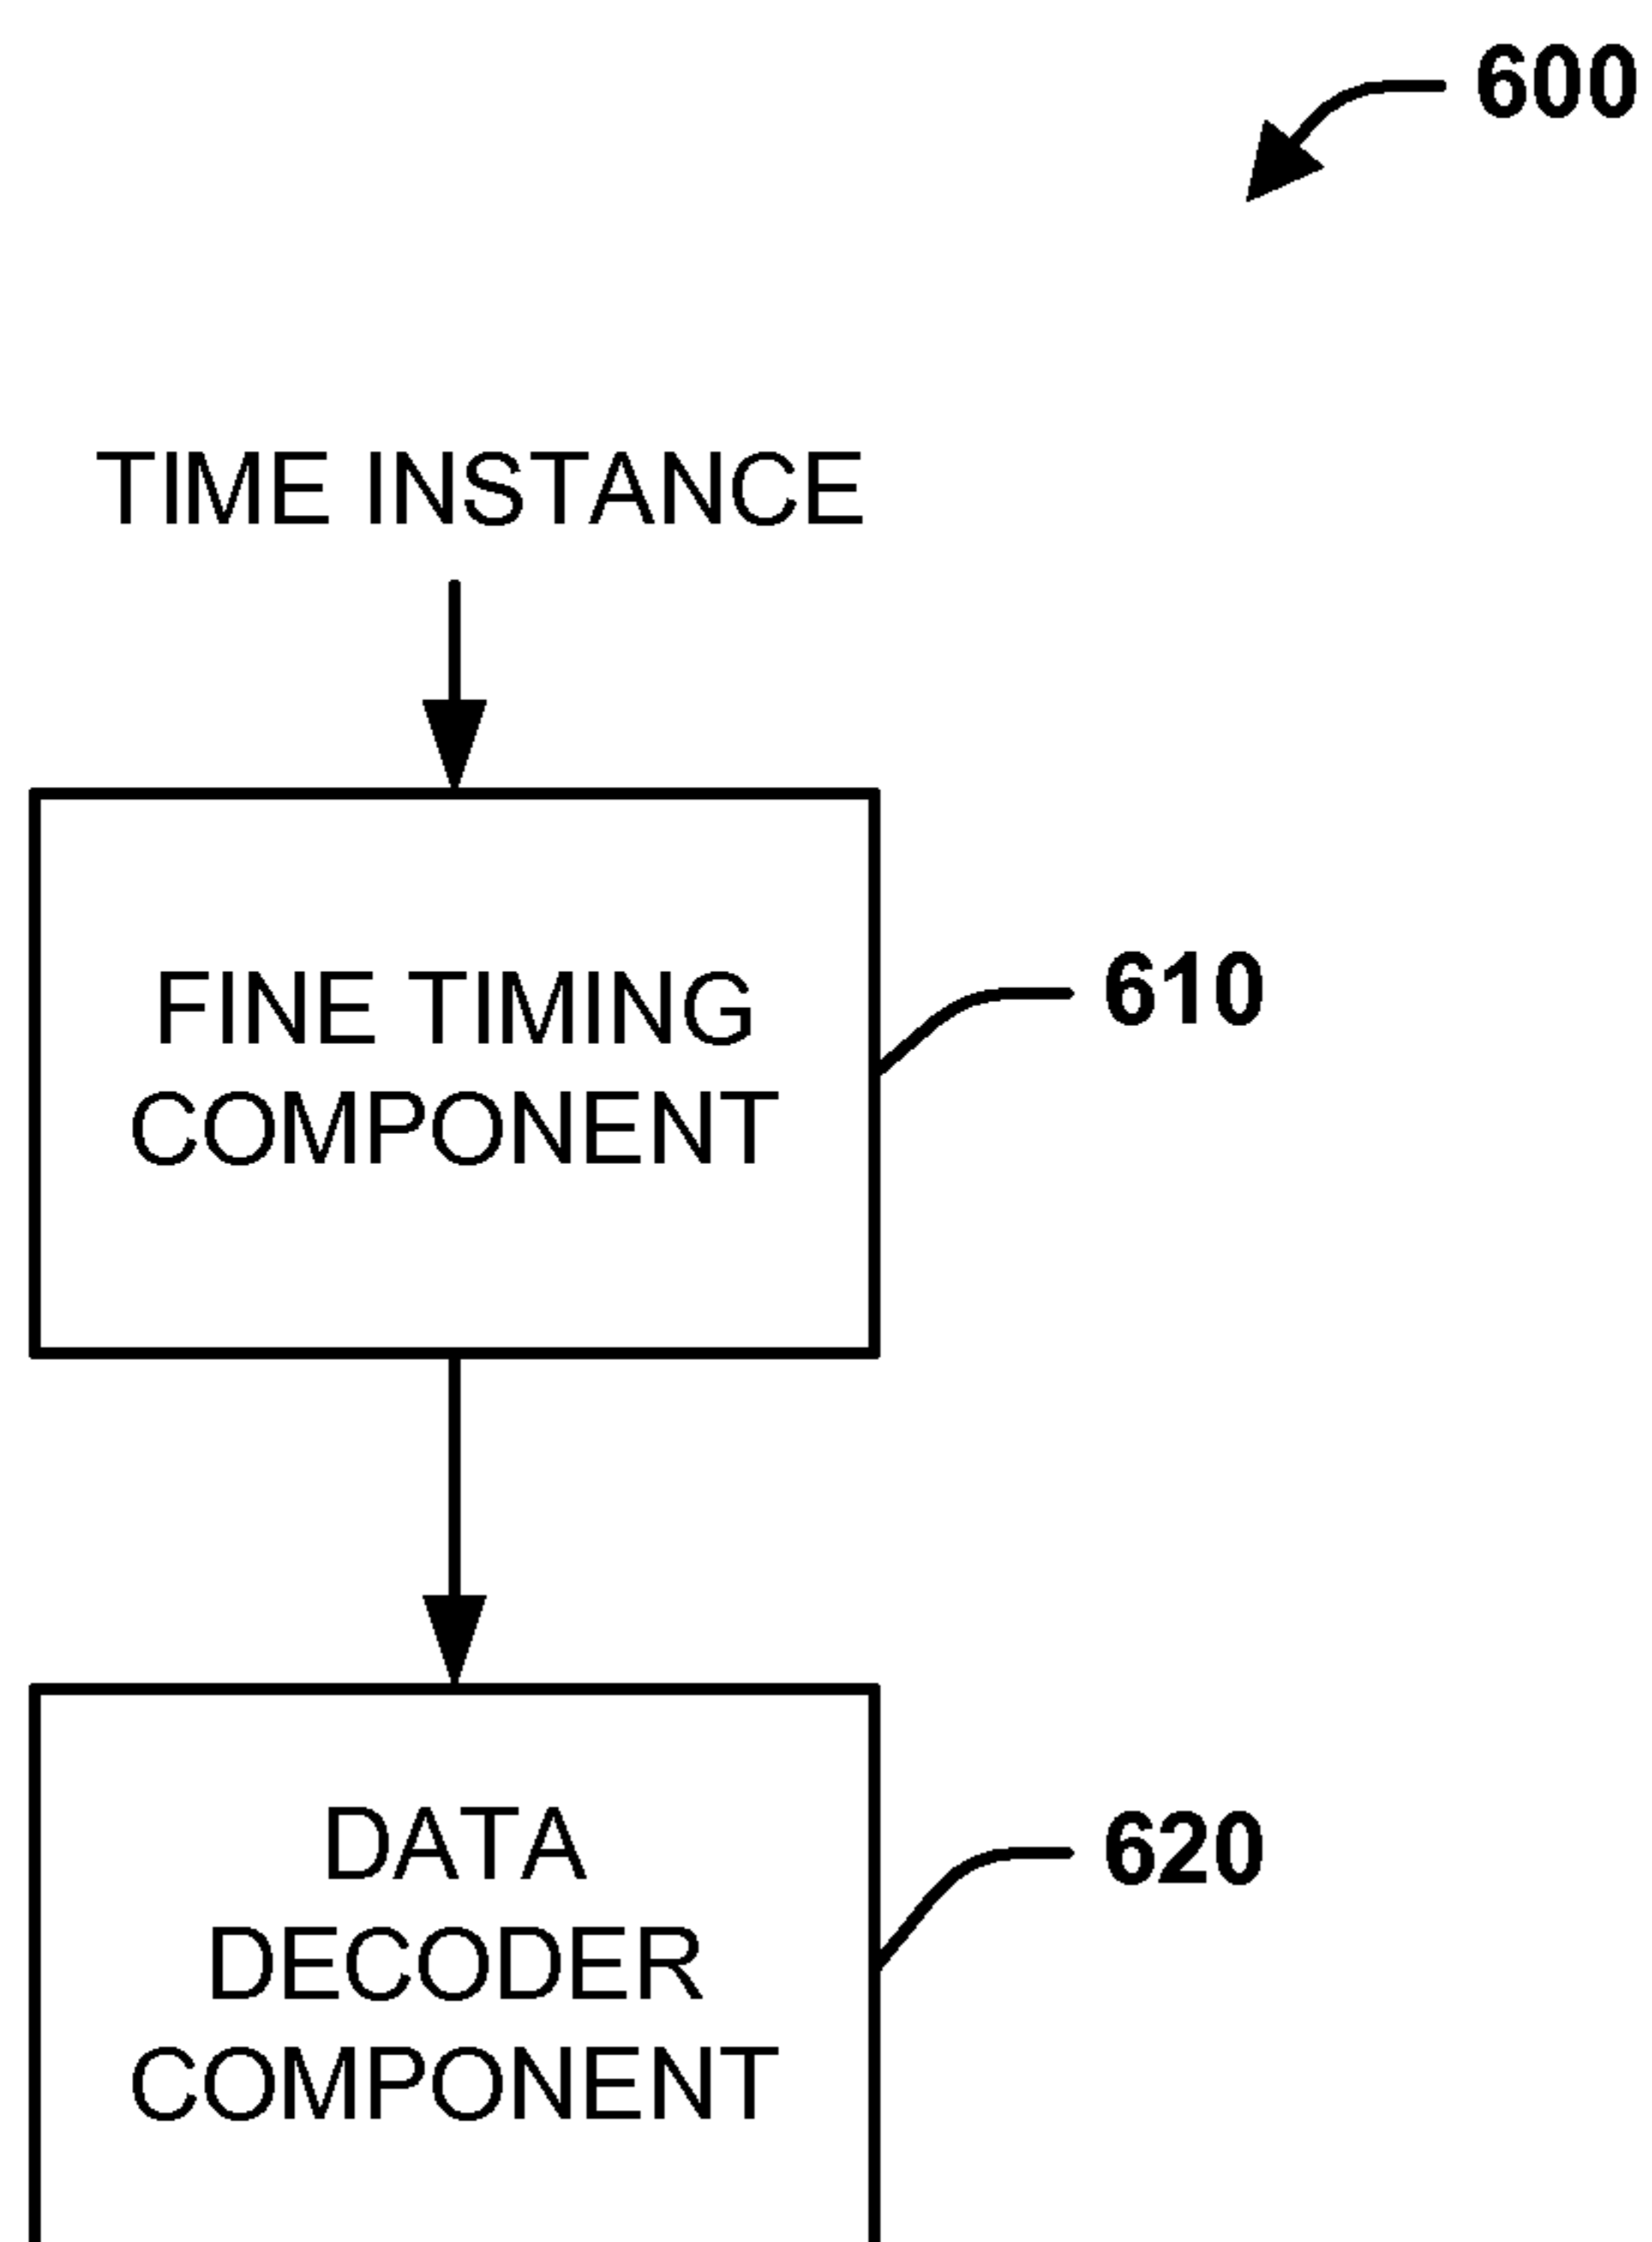 600
TIME INSTANCE
FINE TIMING
COMPONENT
610
DATA
DECODER
COMPONENT
620